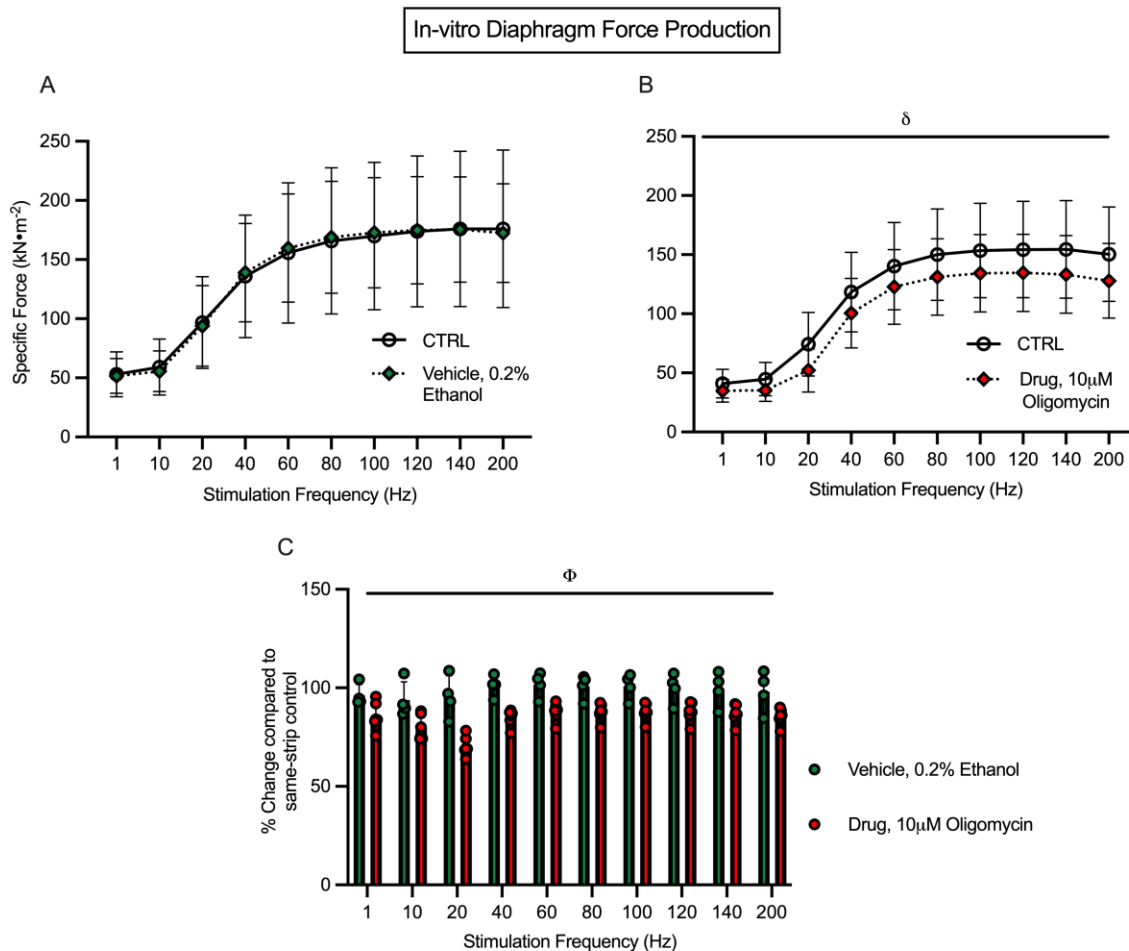 In-vitro Diaphragm Force Production
A
250
200
150
100
50
0
Specific Force (kN•m-2)
CTRL
Vehicle, 0.2%
Ethanol
1 10 20 40 60 80 100 120 140 200
Stimulation Frequency (Hz)
B
δ
250
200
150
100
50
0
CTRL
Drug, 10μM
Oligomycin
1 10 20 40 60 80 100 120 140 200
Stimulation Frequency (Hz)
C
Φ
150
100
50
0
% Change compared to
same-strip control
1 10 20 40 60 80 100 120 140 200
Stimulation Frequency (Hz)
Vehicle, 0.2% Ethanol
Drug, 10μM Oligomycin